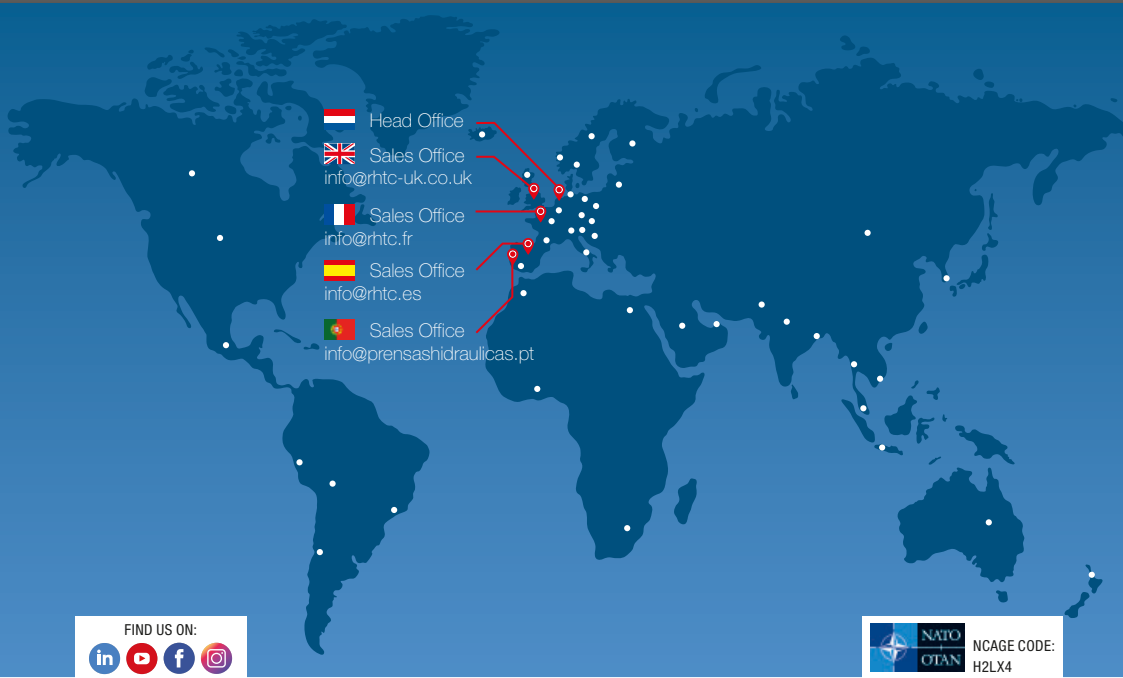 Head Office
Sales Office
info@rhtc-uk.co.uk
Sales Office
info@rhtc.fr
Sales Office
info@rhtc.es
Sales Office
info@prensashidraulicas.pt
FIND US ON:
in
f
NATO
OTAN
NCAGE CODE:
H2LX4